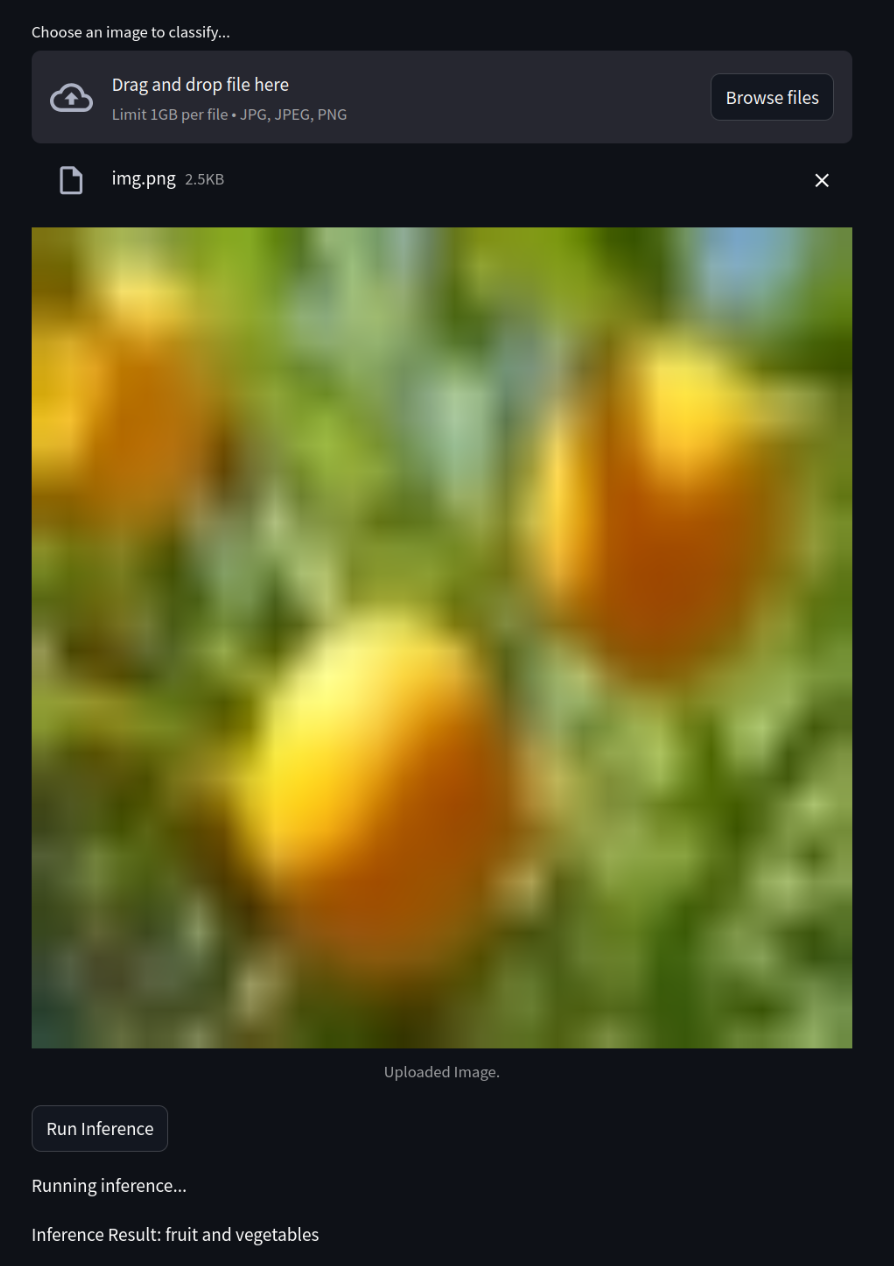 Choose an image to classify...
Drag and drop file here
Limit 1GB per file • JPG, JPEG, PNG
Browse files
img.png 2.5KB
Uploaded Image.
Run Inference
Running inference...
Inference Result: fruit and vegetables